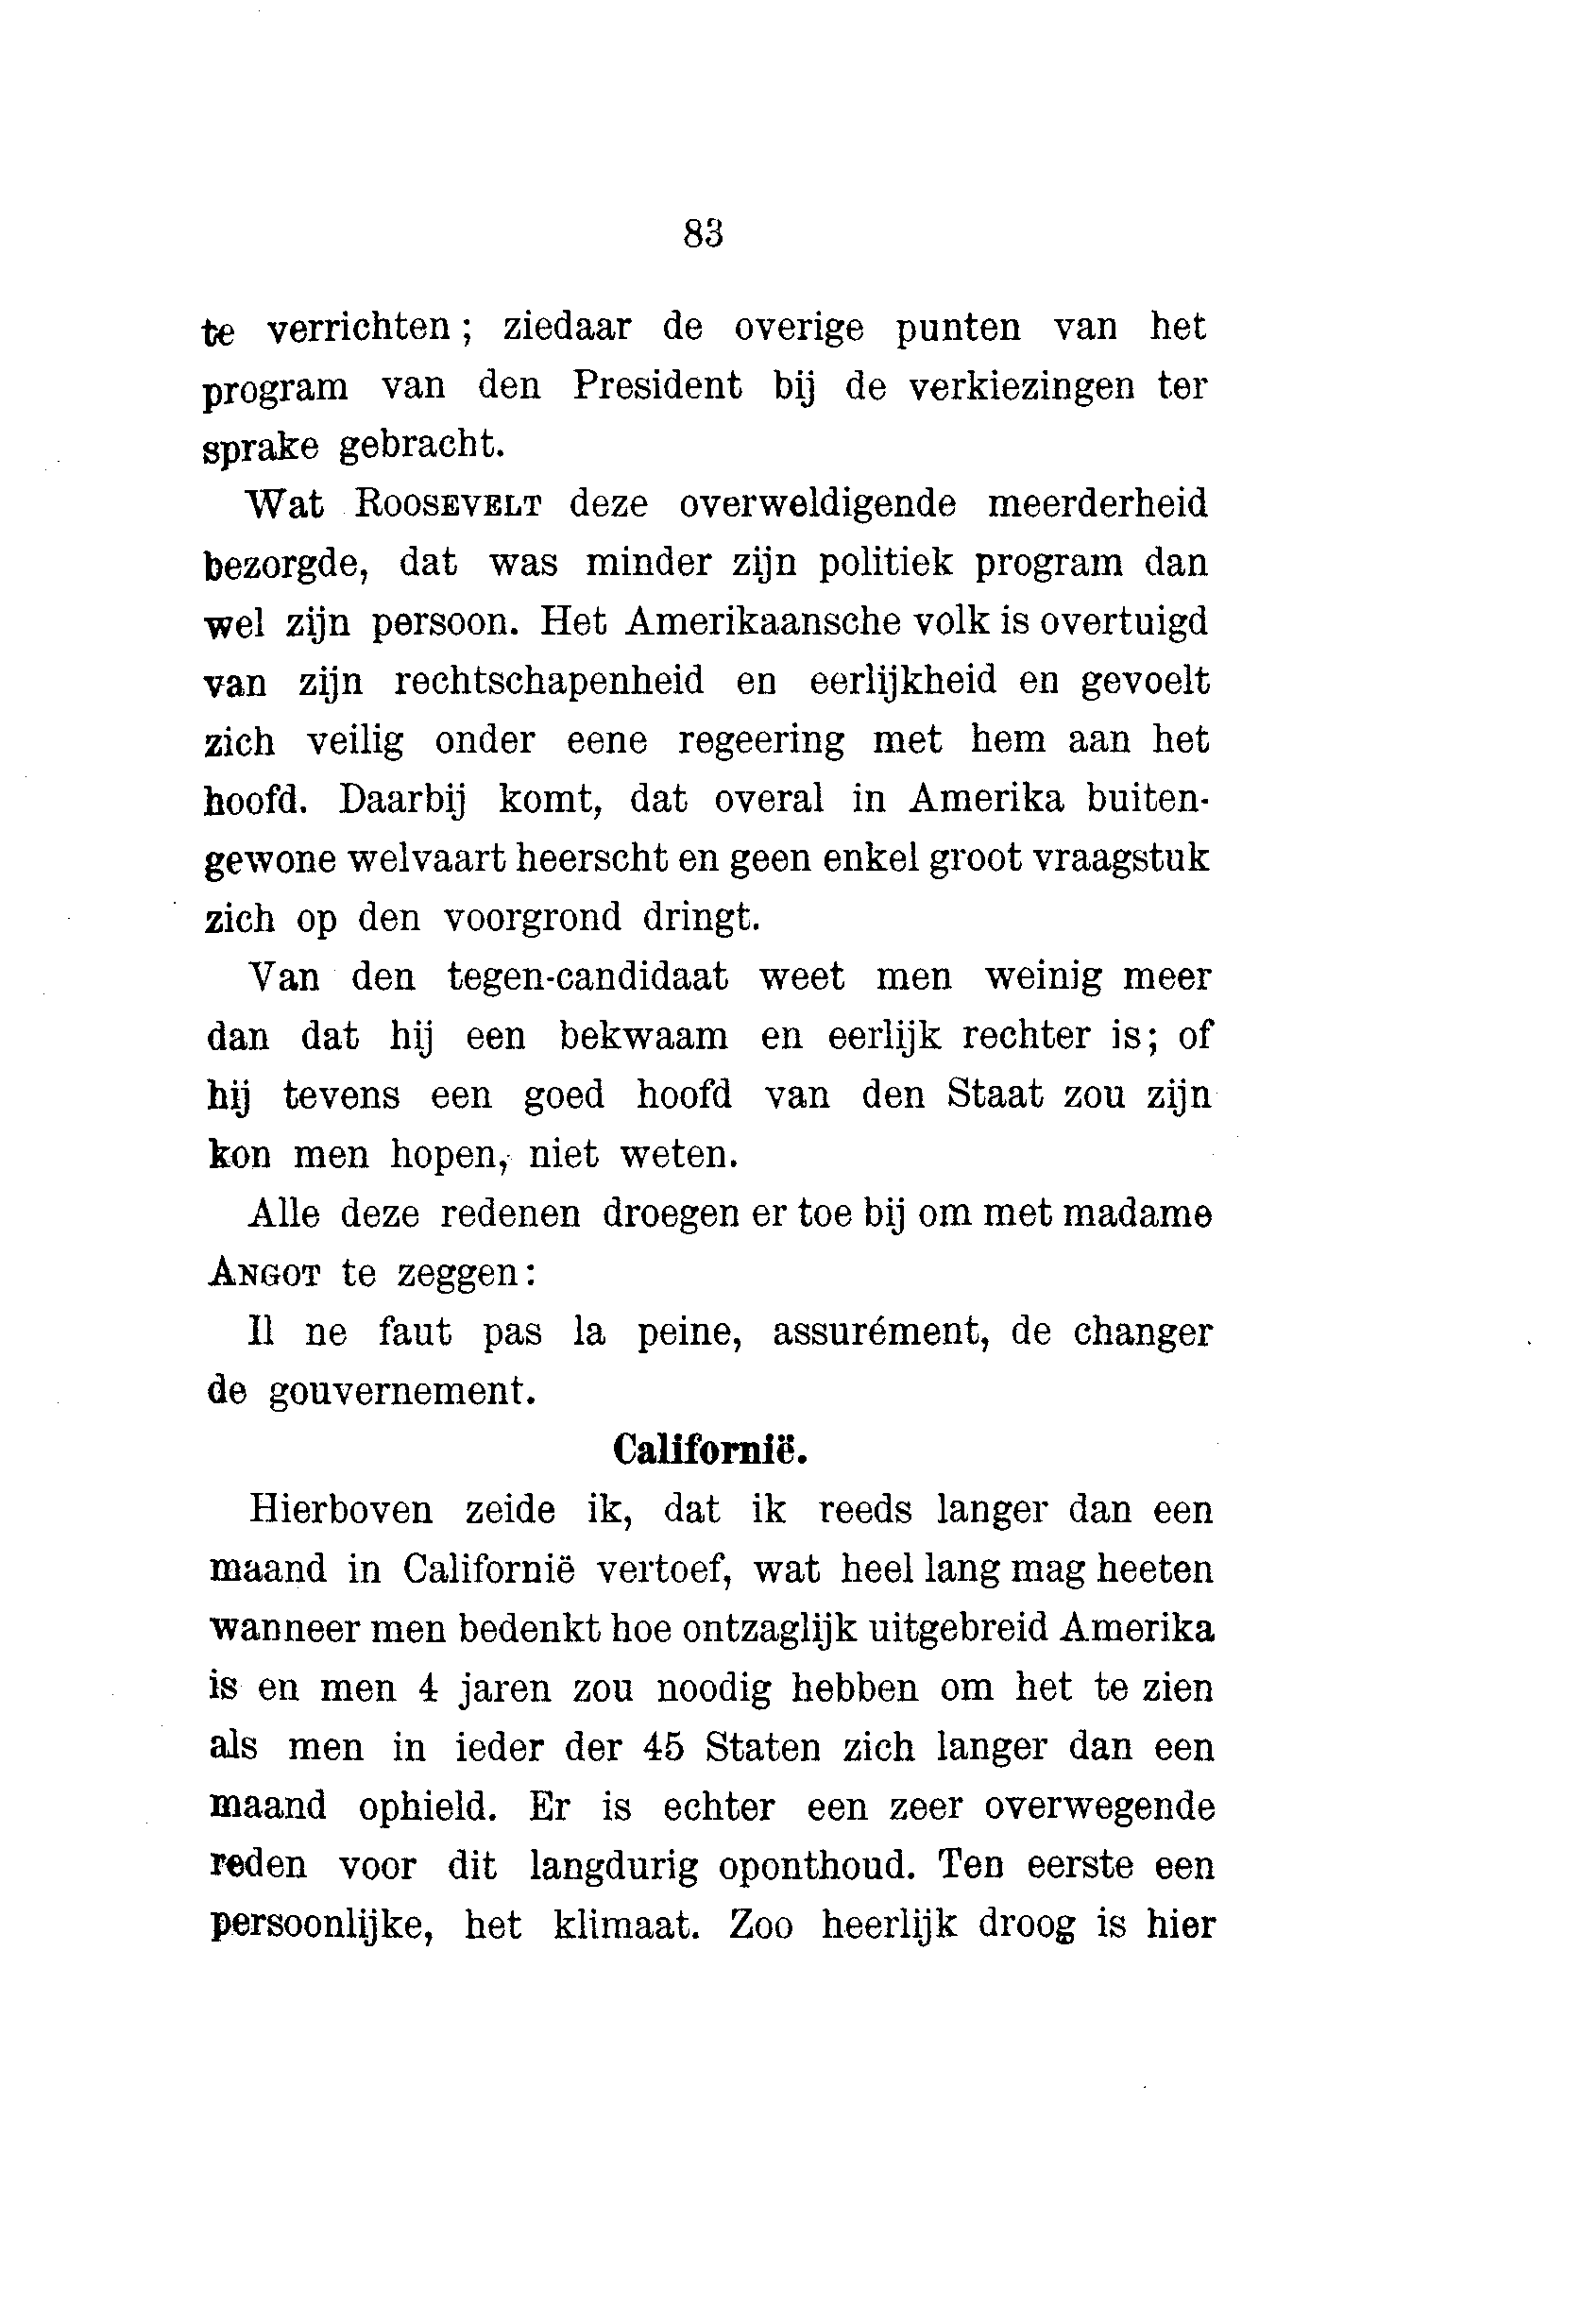 83
te verrichten; ziedaar de overige punten van het
program van den President bij de verkiezingen ter
sprake gebracht.
Wat Roosevelt deze overweldigende meerderheid
bezorgde, dat was minder zijn politiek program dan
wel zijn persoon. Het Amerikaansche volk is overtuigd
van zijn rechtschapenheid en eerlijkheid en gevoelt
zich veilig onder eene regeering met hem aan het
hoofd. Daarbij komt, dat overal in Amerika buiten-
gewone welvaart heerscht en geen enkel groot vraagstuk
zich op den voorgrond dringt.
Van den tegen-candidaat weet men weinig meer
dan dat hij een bekwaam en eerlijk rechter is; of
hij tevens een goed hoofd van den Staat zou zijn
kon men hopen, niet weten.
Alle deze redenen droegen er toe bij om met madame
Angot te zeggen:
Il ne faut pas la peine, assurément, de changer
de gouvernement.
Californië.
Hierboven zeide ik, dat ik reeds langer dan een
maand in Californië vertoef, wat heel lang mag heeten
wanneer men bedenkt hoe ontzaglijk uitgebreid Amerika
is en men 4 jaren zou noodig hebben om het te zien
als men in ieder der 45 Staten zich langer dan een
maand ophield. Er is echter een zeer overwegende
reden voor dit langdurig oponthoud. Ten eerste een
persoonlijke, het klimaat. Zoo heerlijk droog is hier